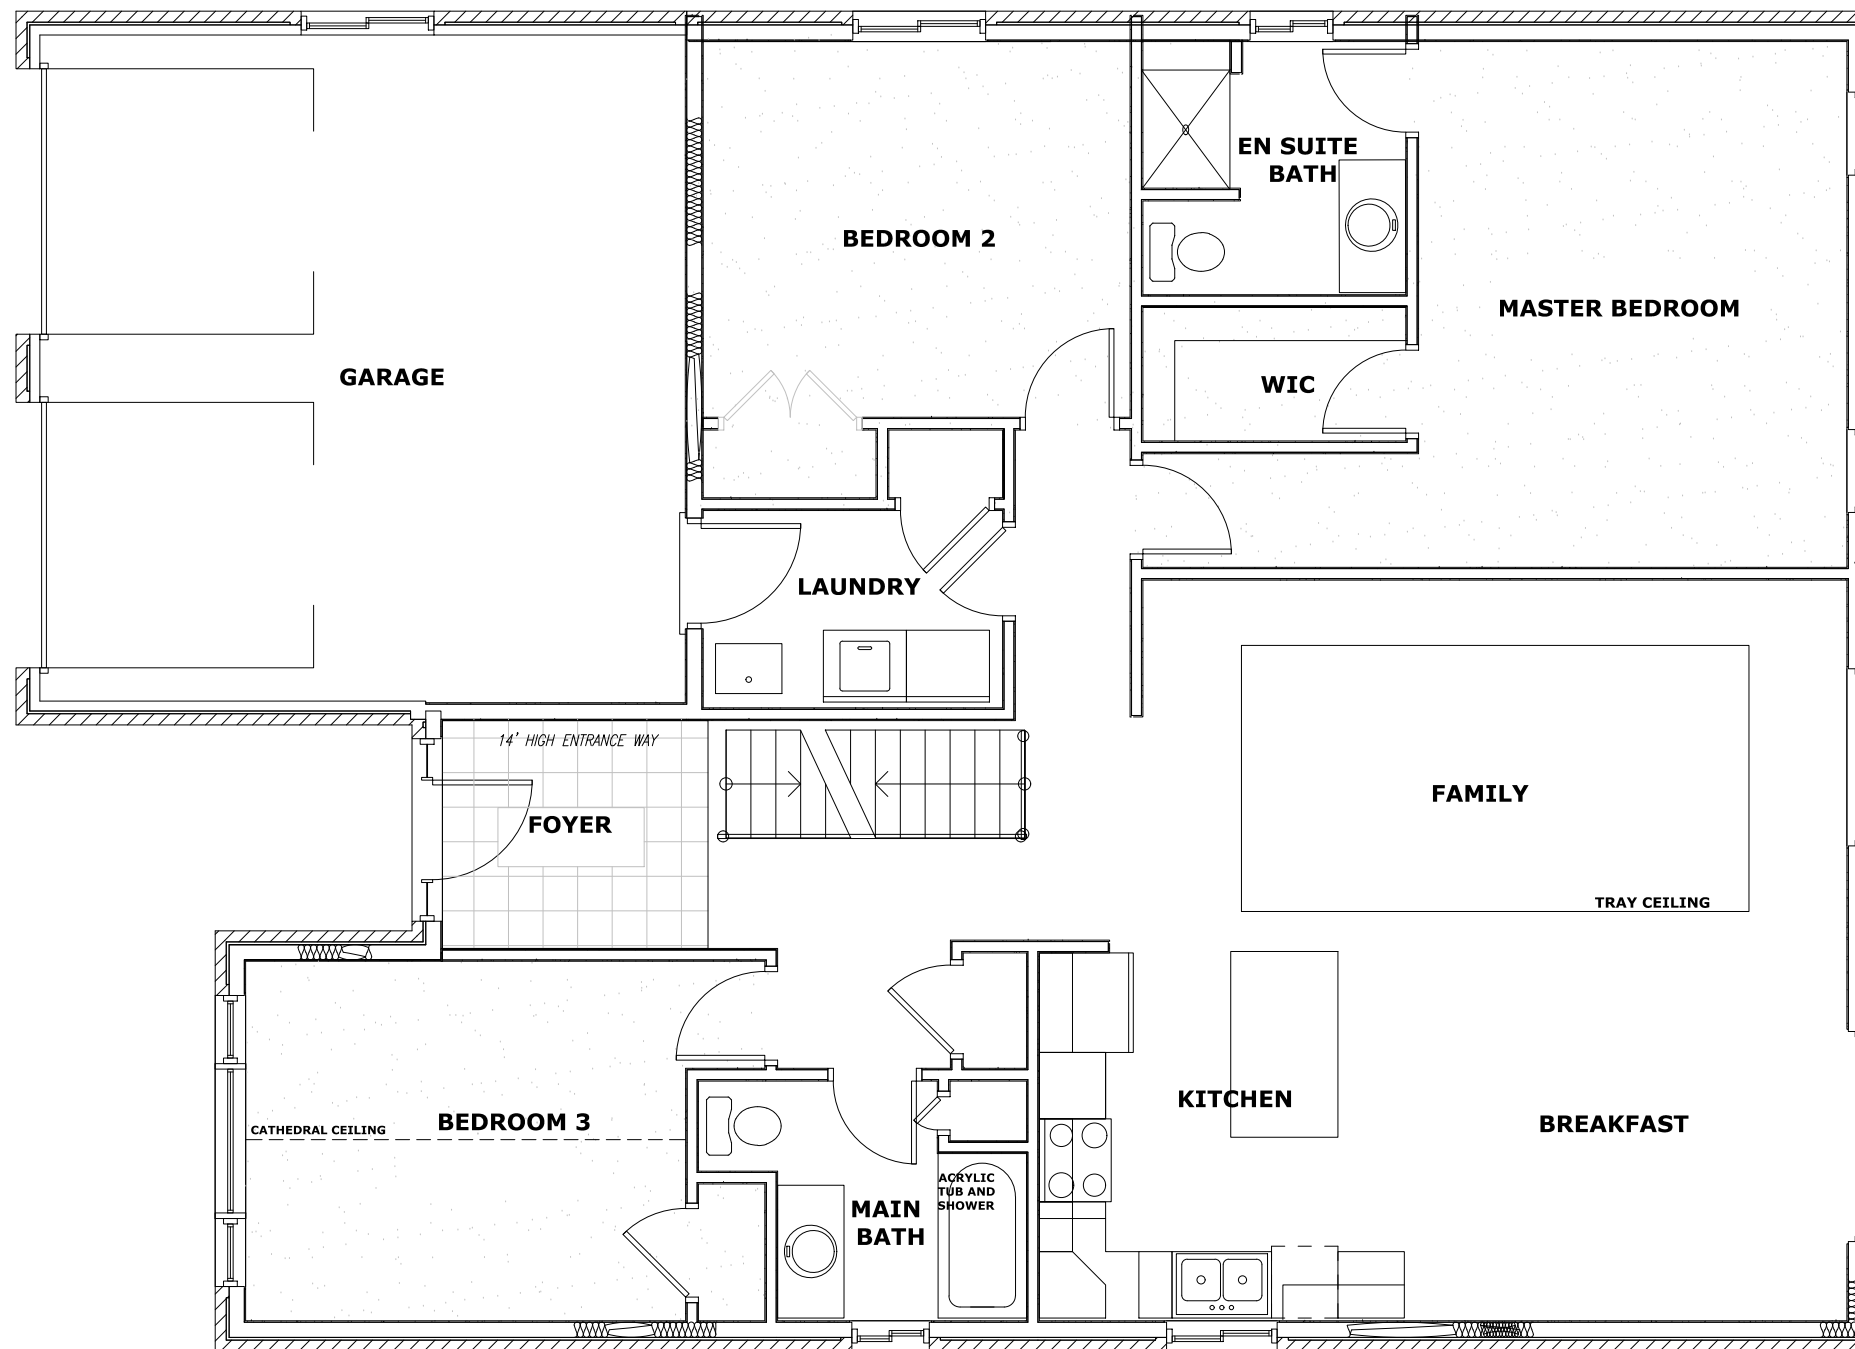 EN SUITE
BATH
BEDROOM 2
MASTER BEDROOM
GARAGE
WIC
LAUNDRY
14' HIGH ENTRANCE WAY
FOYER
FAMILY
TRAY CEILING
KITCHEN
BREAKFAST
CATHEDRAL CEILING
BEDROOM 3
ACRYLIC
TUB AND
SHOWER
MAIN
BATH